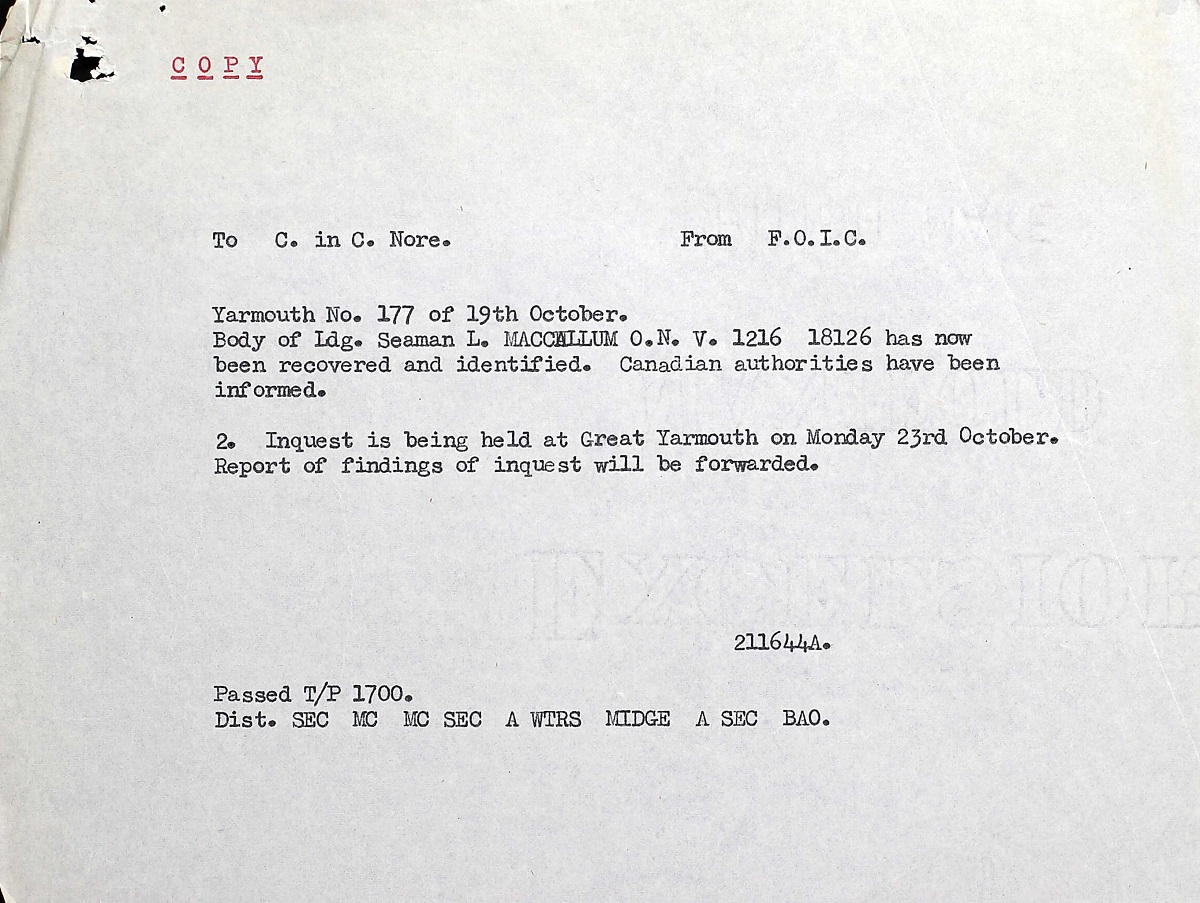 COPY
To C. in C. Nore. From F.O.I.C.
Yarmouth No. 177 of 19th October.
Body of Ldg. Seaman L. MACCALLUM O.N. V. 1216 18126 has now
been recovered and identified. Canadian authorities have been
informed.
2. Inquest is being held at Great Yarmouth on Monday 23rd October.
Report of findings of inquest will be forwarded.
211644A.
Passed T/P 1700.
Dist. SEC MC MC SEC A WTRS MIDGE A SEC BAO.